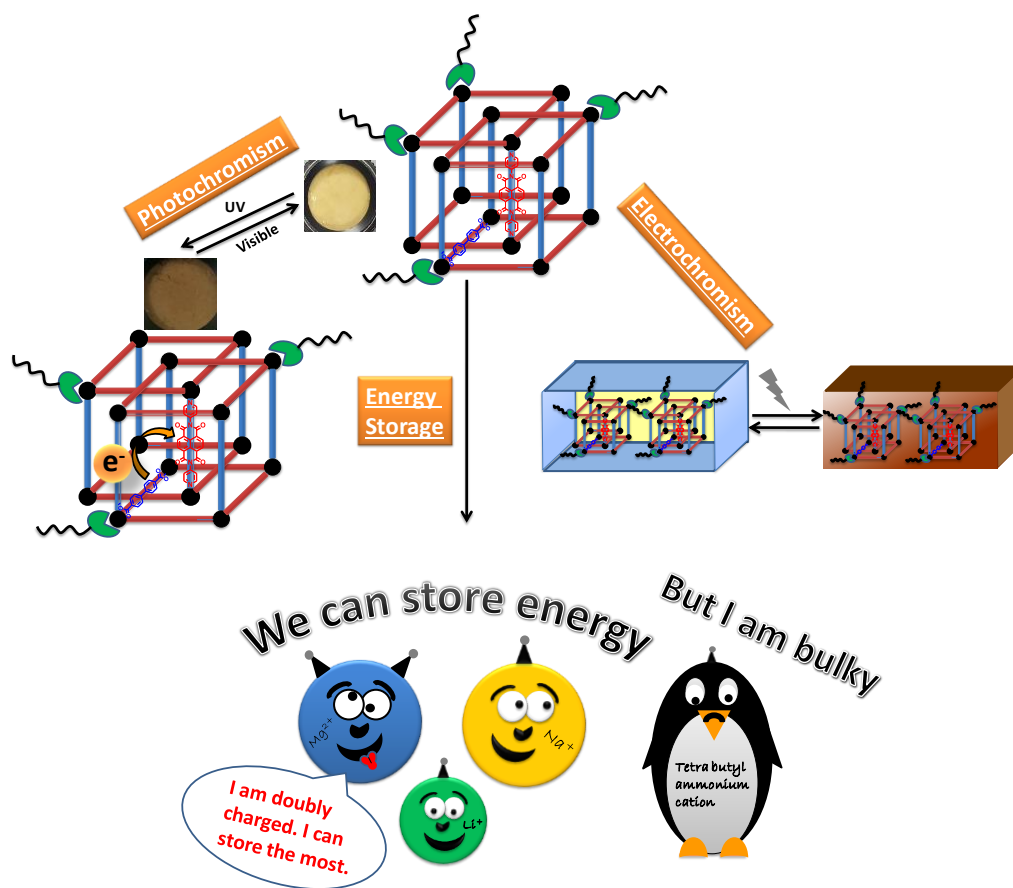 Photochromism
UV
Visible
Electrochromism
Energy
Storage
e-
We can store energy
But I am bulky
Mg2+
Na+
Li+
I am doubly
charged. I can
store the most.
Tetra butyl
ammonium
cation